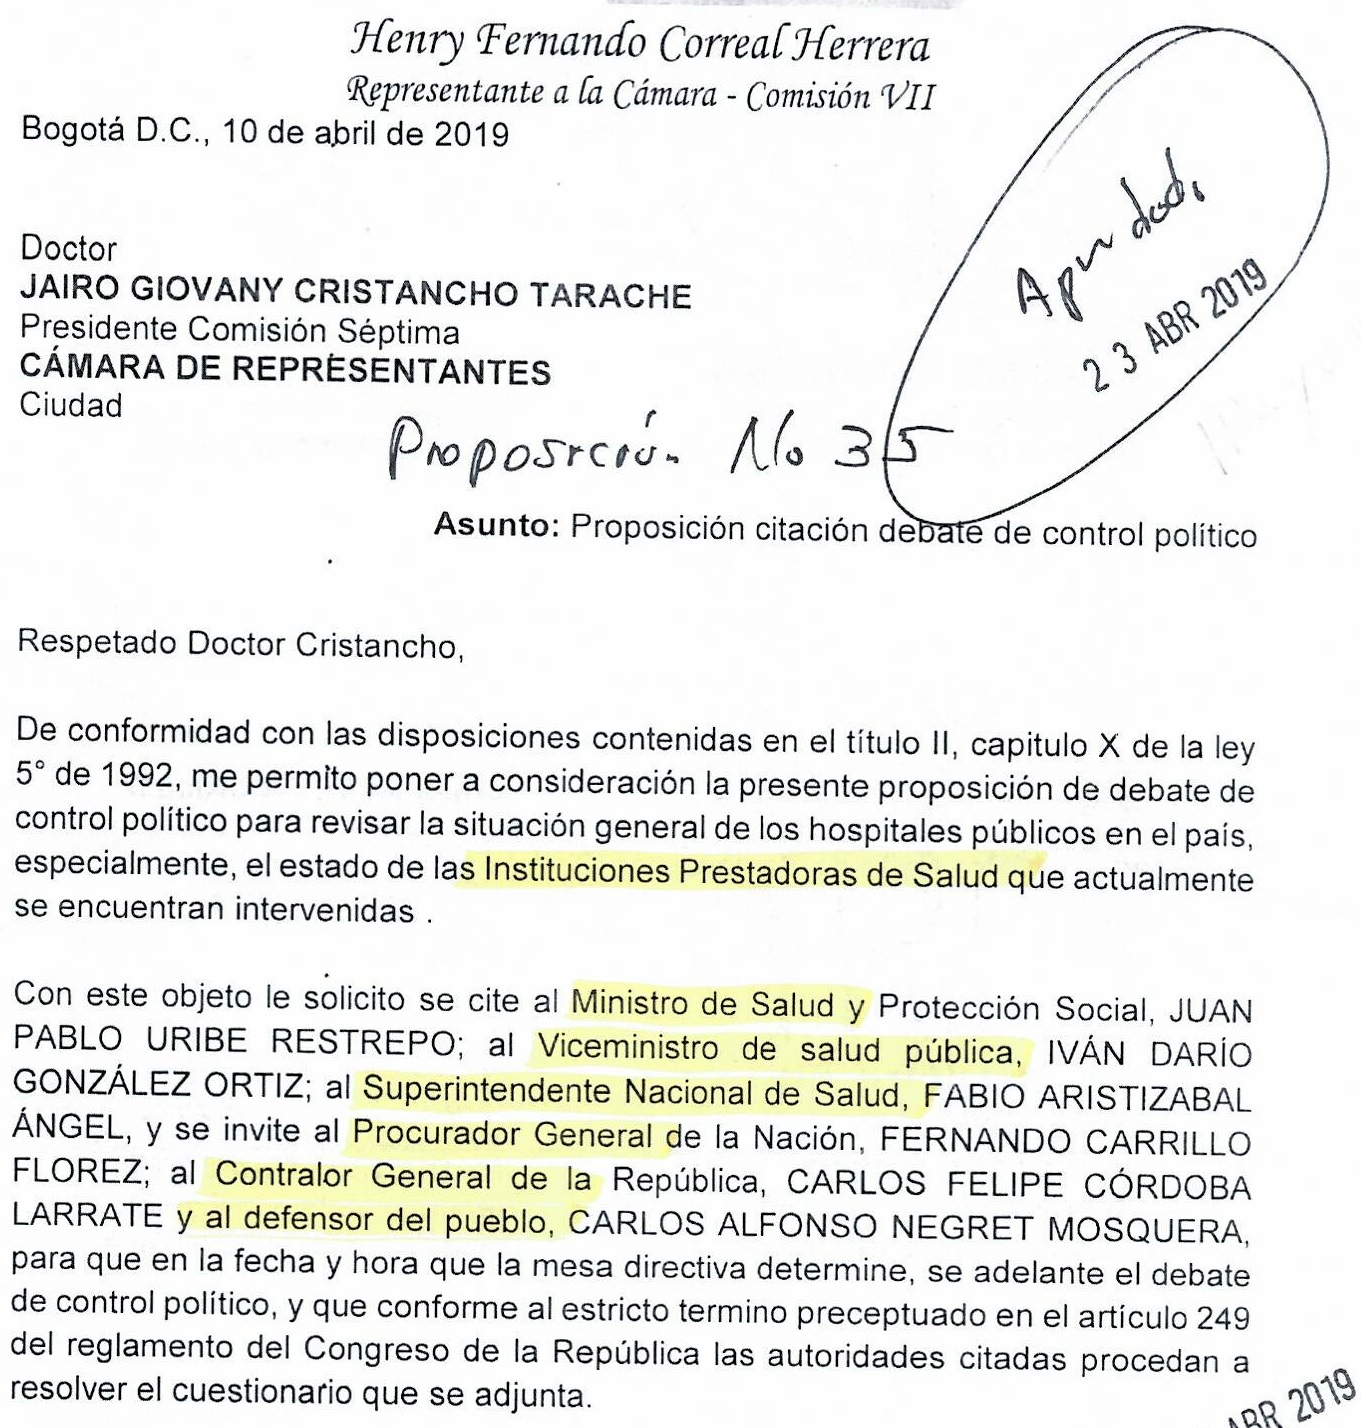 Henry Fernando Correal Herrera
Representante a la Cámara - Comisión VII
Bogotá D.C., 10 de abril de 2019
Doctor
JAIRO GIOVANY CRISTANCHO TARACHE
Presidente Comisión Séptima
CÁMARA DE REPRESENTANTES
Ciudad
23 ABR 2019
Proposición No 35
Asunto: Proposición citación debate de control político
Respetado Doctor Cristancho,
De conformidad con las disposiciones contenidas en el título II, capitulo X de la ley
5° de 1992, me permito poner a consideración la presente proposición de debate de
control político para revisar la situación general de los hospitales públicos en el país,
especialmente, el estado de las Instituciones Prestadoras de Salud que actualmente
se encuentran intervenidas .
Con este objeto le solicito se cite al Ministro de Salud y Protección Social, JUAN
PABLO URIBE RESTREPO; al Viceministro de salud pública, IVÁN DARÍO
GONZÁLEZ ORTIZ; al Superintendente Nacional de Salud, FABIO ARISTIZABAL
ÁNGEL, y se invite al Procurador General de la Nación, FERNANDO CARRILLO
FLOREZ; al Contralor General de la República, CARLOS FELIPE CÓRDOBA
LARRATE y al defensor del pueblo, CARLOS ALFONSO NEGRET MOSQUERA,
para que en la fecha y hora que la mesa directiva determine, se adelante el debate
de control político, y que conforme al estricto termino preceptuado en el artículo 249
del reglamento del Congreso de la República las autoridades citadas procedan a
resolver el cuestionario que se adjunta.
ABR 2019